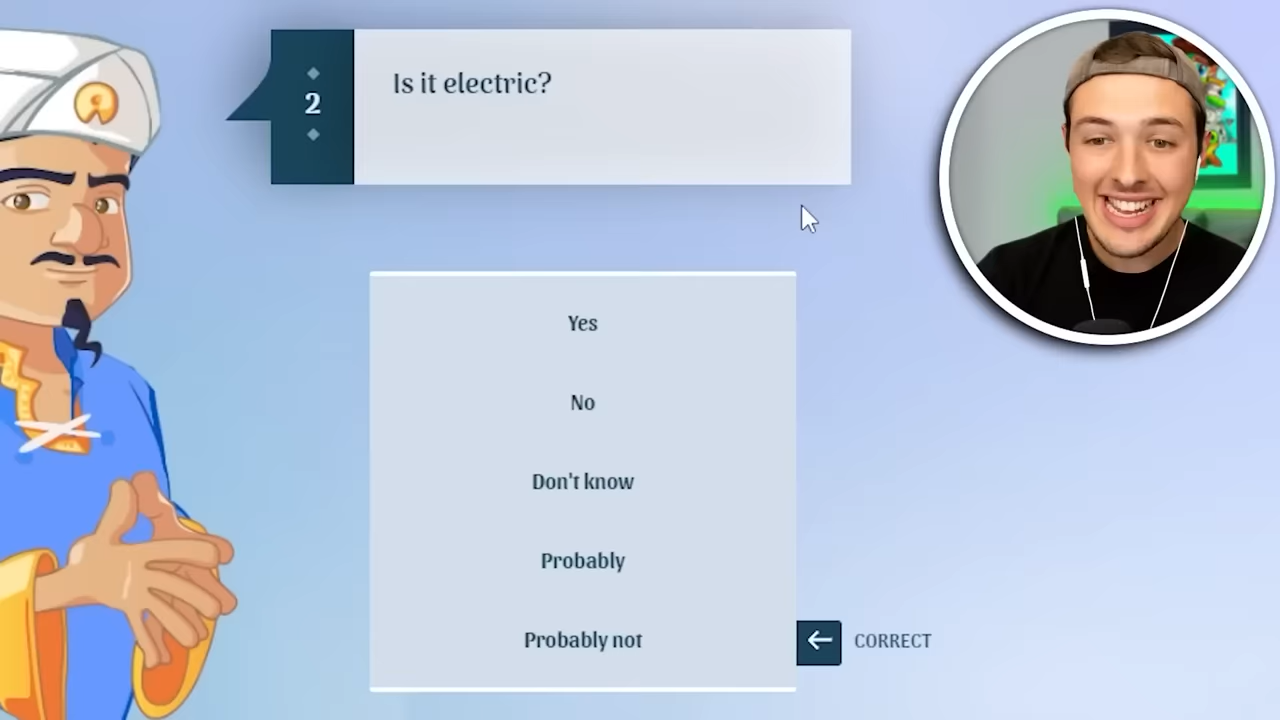 2
Is it electric?
Yes
No
Don't know
Probably
Probably not
CORRECT